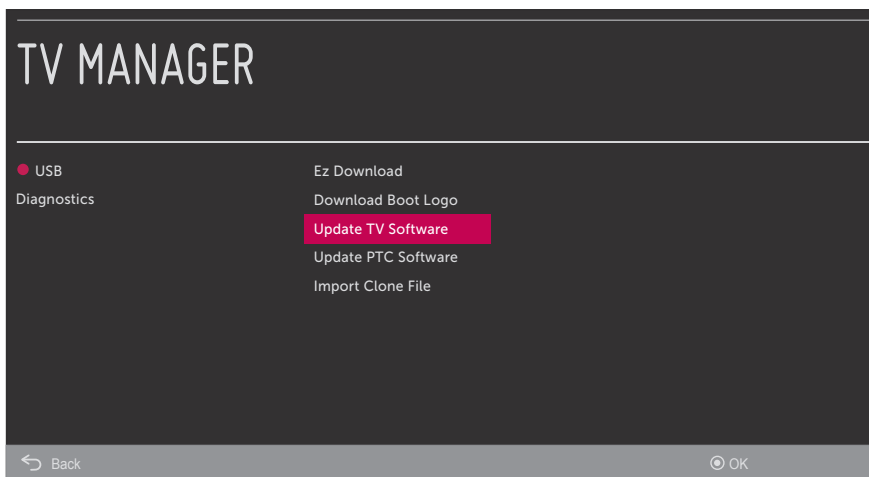 TV MANAGER
USB
Diagnostics
Ez Download
Download Boot Logo
Update TV Software
Update PTC Software
Import Clone File
Back
OK